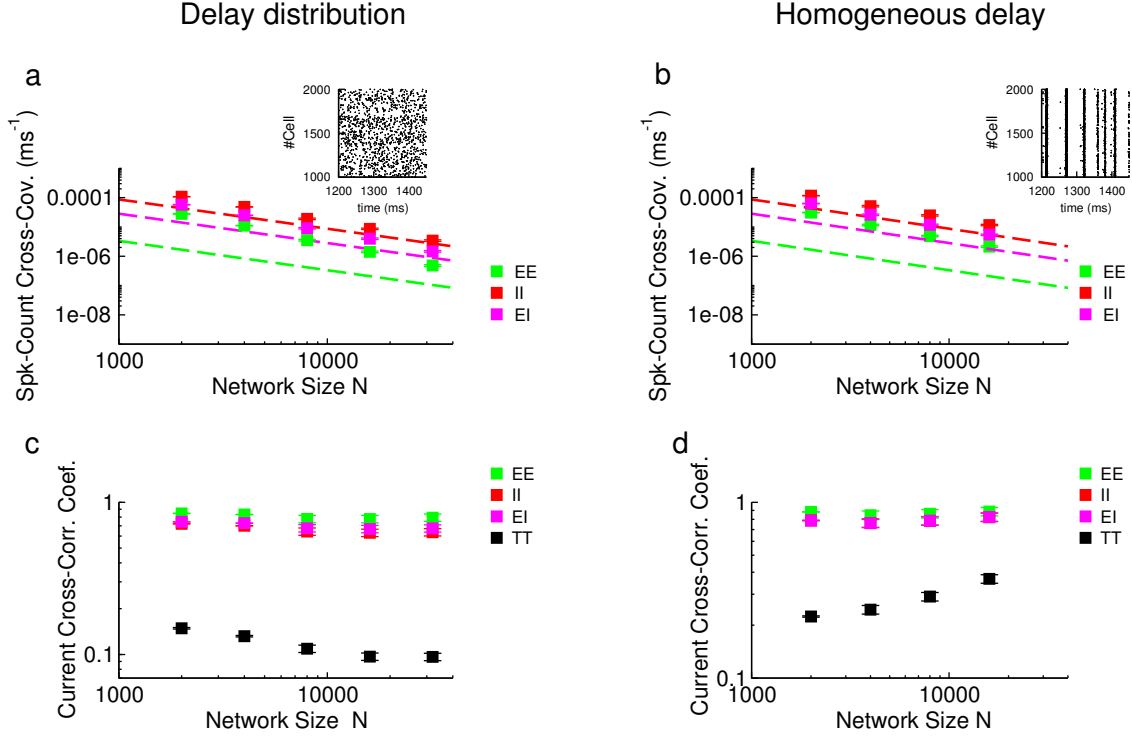 Delay distribution
Homogeneous delay
a
Spk-Count Cross-Cov. (ms-1)
0.0001
1e-06
1e-08
1000
10000
Network Size N
#Cell
2000
1500
1000
1200
1300
1400
time (ms)
EE
II
EI
b
Spk-Count Cross-Cov. (ms-1)
0.0001
1e-06
1e-08
1000
10000
Network Size N
#Cell
2000
1500
1000
1200
1300
1400
time (ms)
EE
II
EI
c
Current Cross-Corr. Coef.
1
0.1
1000
10000
Network Size N
EE
II
EI
TT
d
Current Cross-Corr. Coef.
1
0.1
1000
10000
Network Size N
EE
II
EI
TT